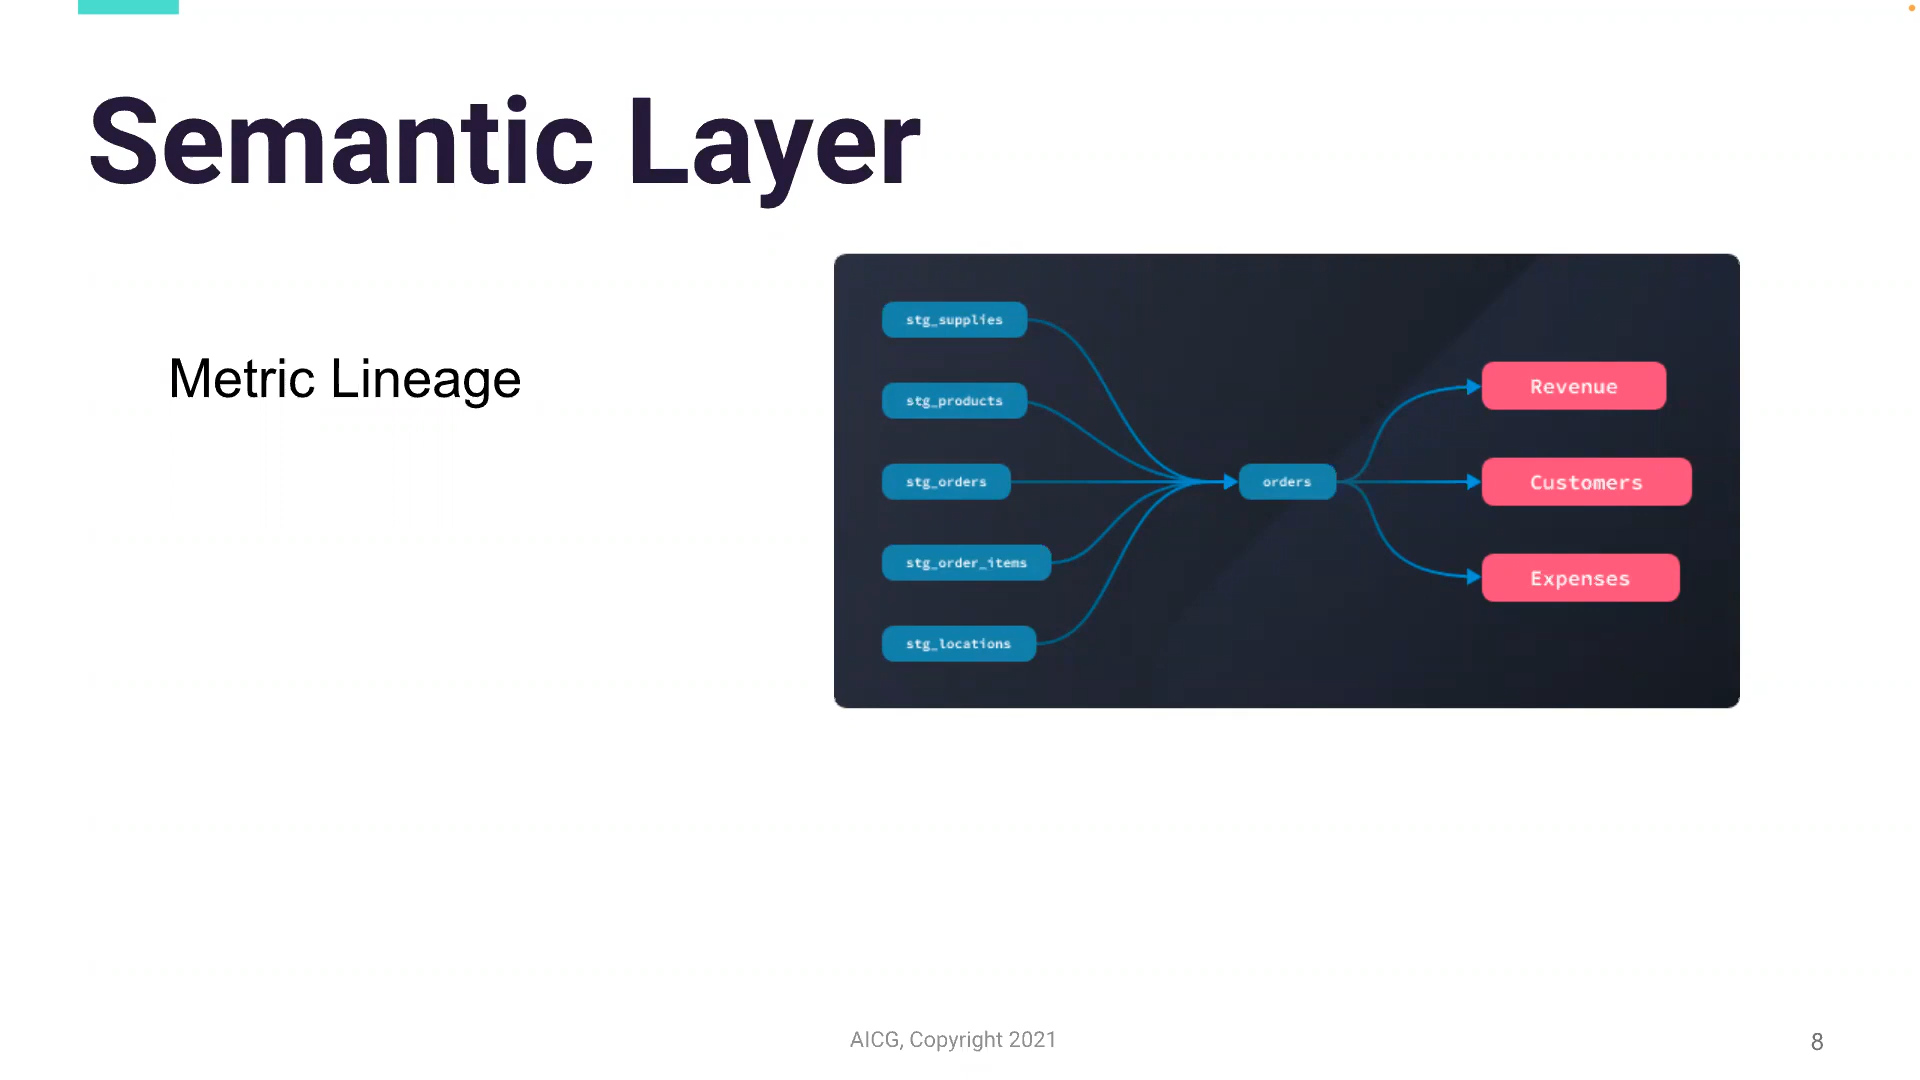 Semantic Layer
Metric Lineage
stg_supplies
stg_products
stg_orders
stg_order_items
stg_locations
orders
Revenue
Customers
Expenses
AICG, Copyright 2021
8